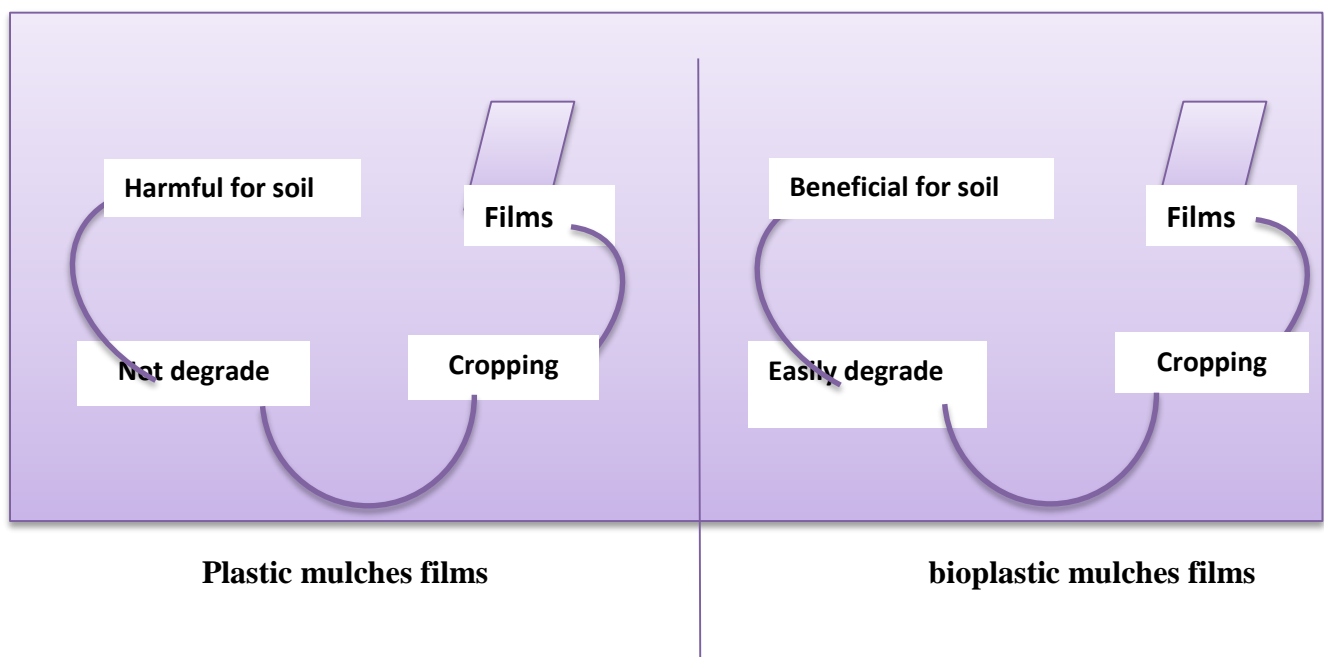 Harmful for soil
Films
Not degrade
Cropping
Plastic mulches films
Beneficial for soil
Films
Easily degrade
Cropping
bioplastic mulches films